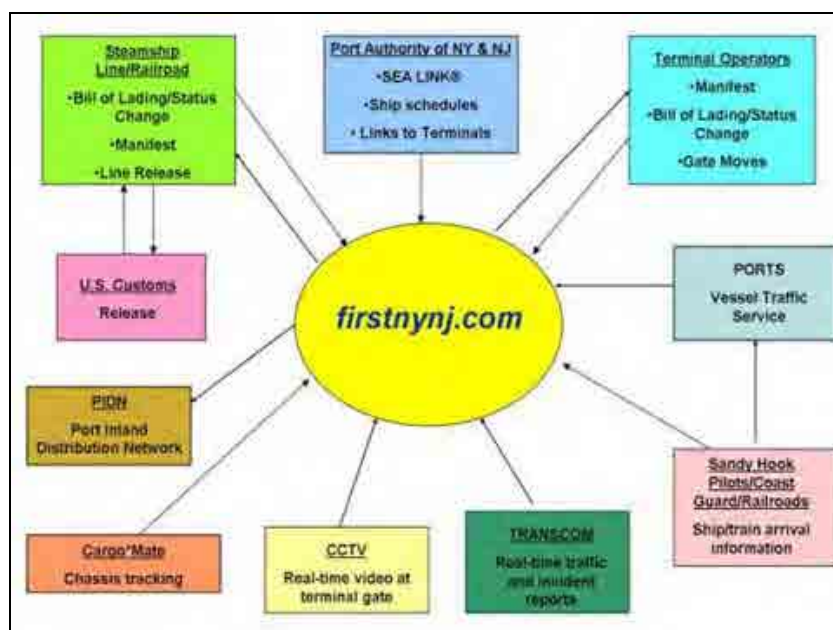 Steamship
Line/Railroad
•Bill of Lading/Status
Change
•Manifest
•Line Release
Port Authority of NY & NJ
•SEA LINK®
•Ship schedules
• Links to Terminals
Terminal Operators
•Manifest
•Bill of Lading/Status
Change
•Gate Moves
U.S. Customs
Release
firstnynj.com
PORTS
Vessel Traffic
Service
PIDN
Port Inland
Distribution Network
Sandy Hook
Pilots/Coast
Guard/Railroads
Ship/train arrival
information
Cargo*Mate
Chassis tracking
CCTV
Real-time video at
terminal gate
TRANSCOM
Real-time traffic
and incident
reports